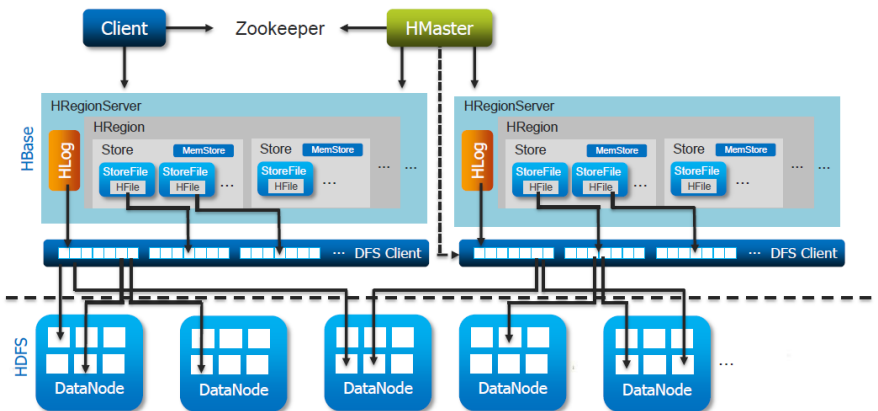 Client
Zookeeper
HMaster
HBase
HRegionServer
HRegion
HLog
Store
MemStore
StoreFile
HFile
StoreFile
HFile
...
Store
MemStore
StoreFile
HFile
...
...
...
HRegionServer
HRegion
HLog
Store
MemStore
StoreFile
HFile
StoreFile
HFile
...
Store
MemStore
StoreFile
HFile
...
...
...
... DFS Client
... DFS Client
HDFS
DataNode
DataNode
DataNode
DataNode
DataNode
...